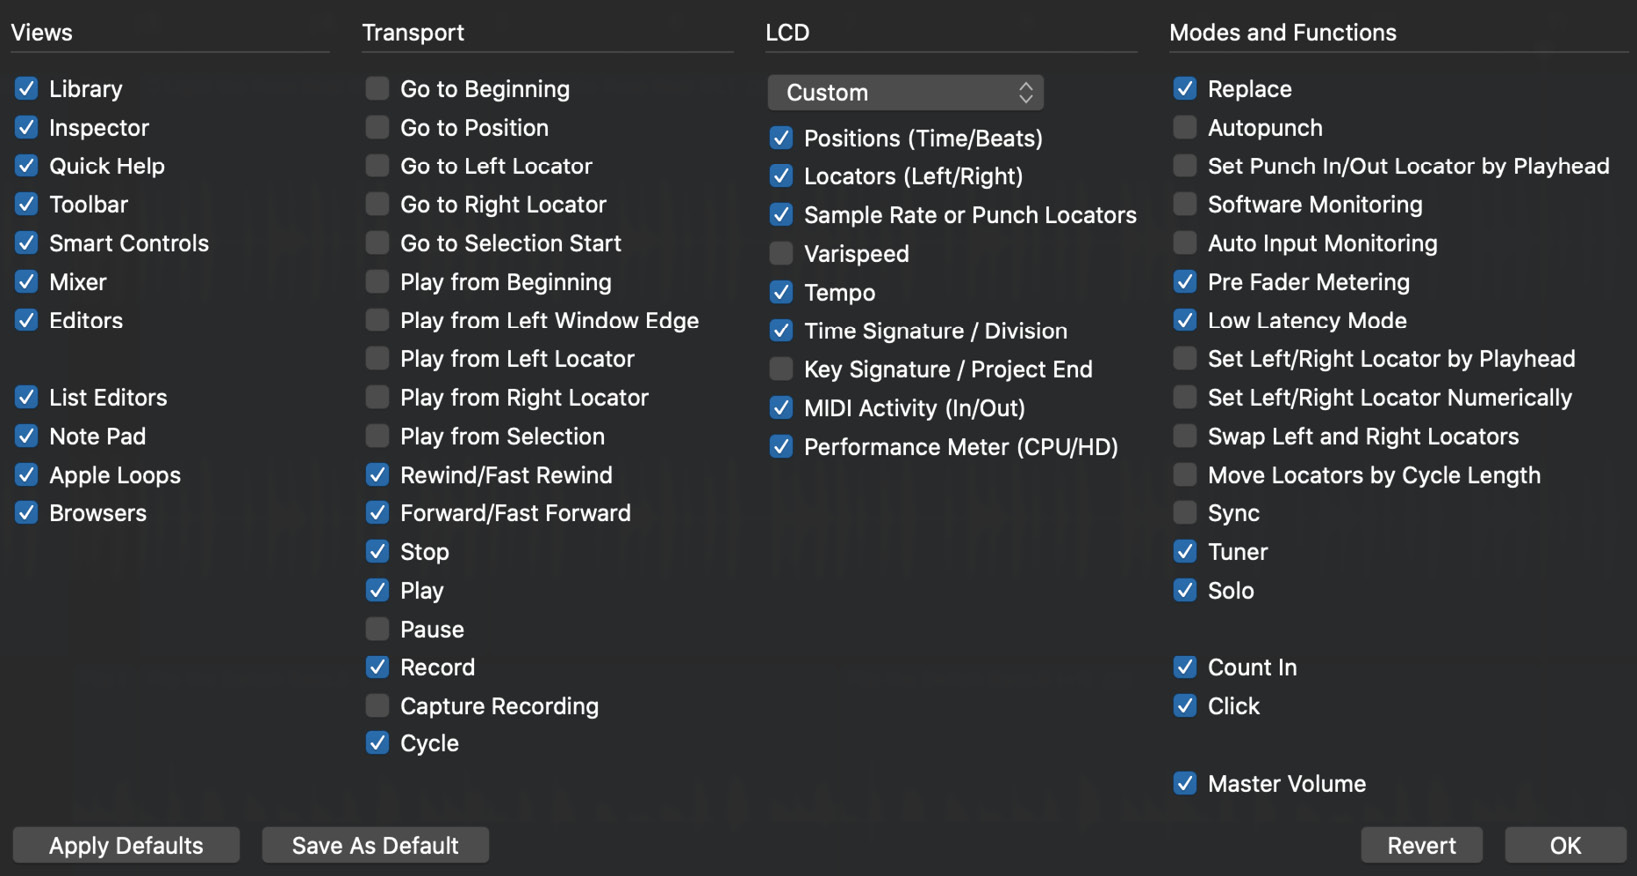 Views
Library
Inspector
Quick Help
Toolbar
Smart Controls
Mixer
Editors
List Editors
Note Pad
Apple Loops
Browsers
Transport
Go to Beginning
Go to Position
Go to Left Locator
Go to Right Locator
Go to Selection Start
Play from Beginning
Play from Left Window Edge
Play from Left Locator
Play from Right Locator
Play from Selection
Rewind/Fast Rewind
Forward/Fast Forward
Stop
Play
Pause
Record
Capture Recording
Cycle
LCD
Custom
Positions (Time/Beats)
Locators (Left/Right)
Sample Rate or Punch Locators
Varispeed
Tempo
Time Signature / Division
Key Signature / Project End
MIDI Activity (In/Out)
Performance Meter (CPU/HD)
Modes and Functions
Replace
Autopunch
Set Punch In/Out Locator by Playhead
Software Monitoring
Auto Input Monitoring
Pre Fader Metering
Low Latency Mode
Set Left/Right Locator by Playhead
Set Left/Right Locator Numerically
Swap Left and Right Locators
Move Locators by Cycle Length
Sync
Tuner
Solo
Count In
Click
Master Volume
Apply Defaults
Save As Default
Revert
OK